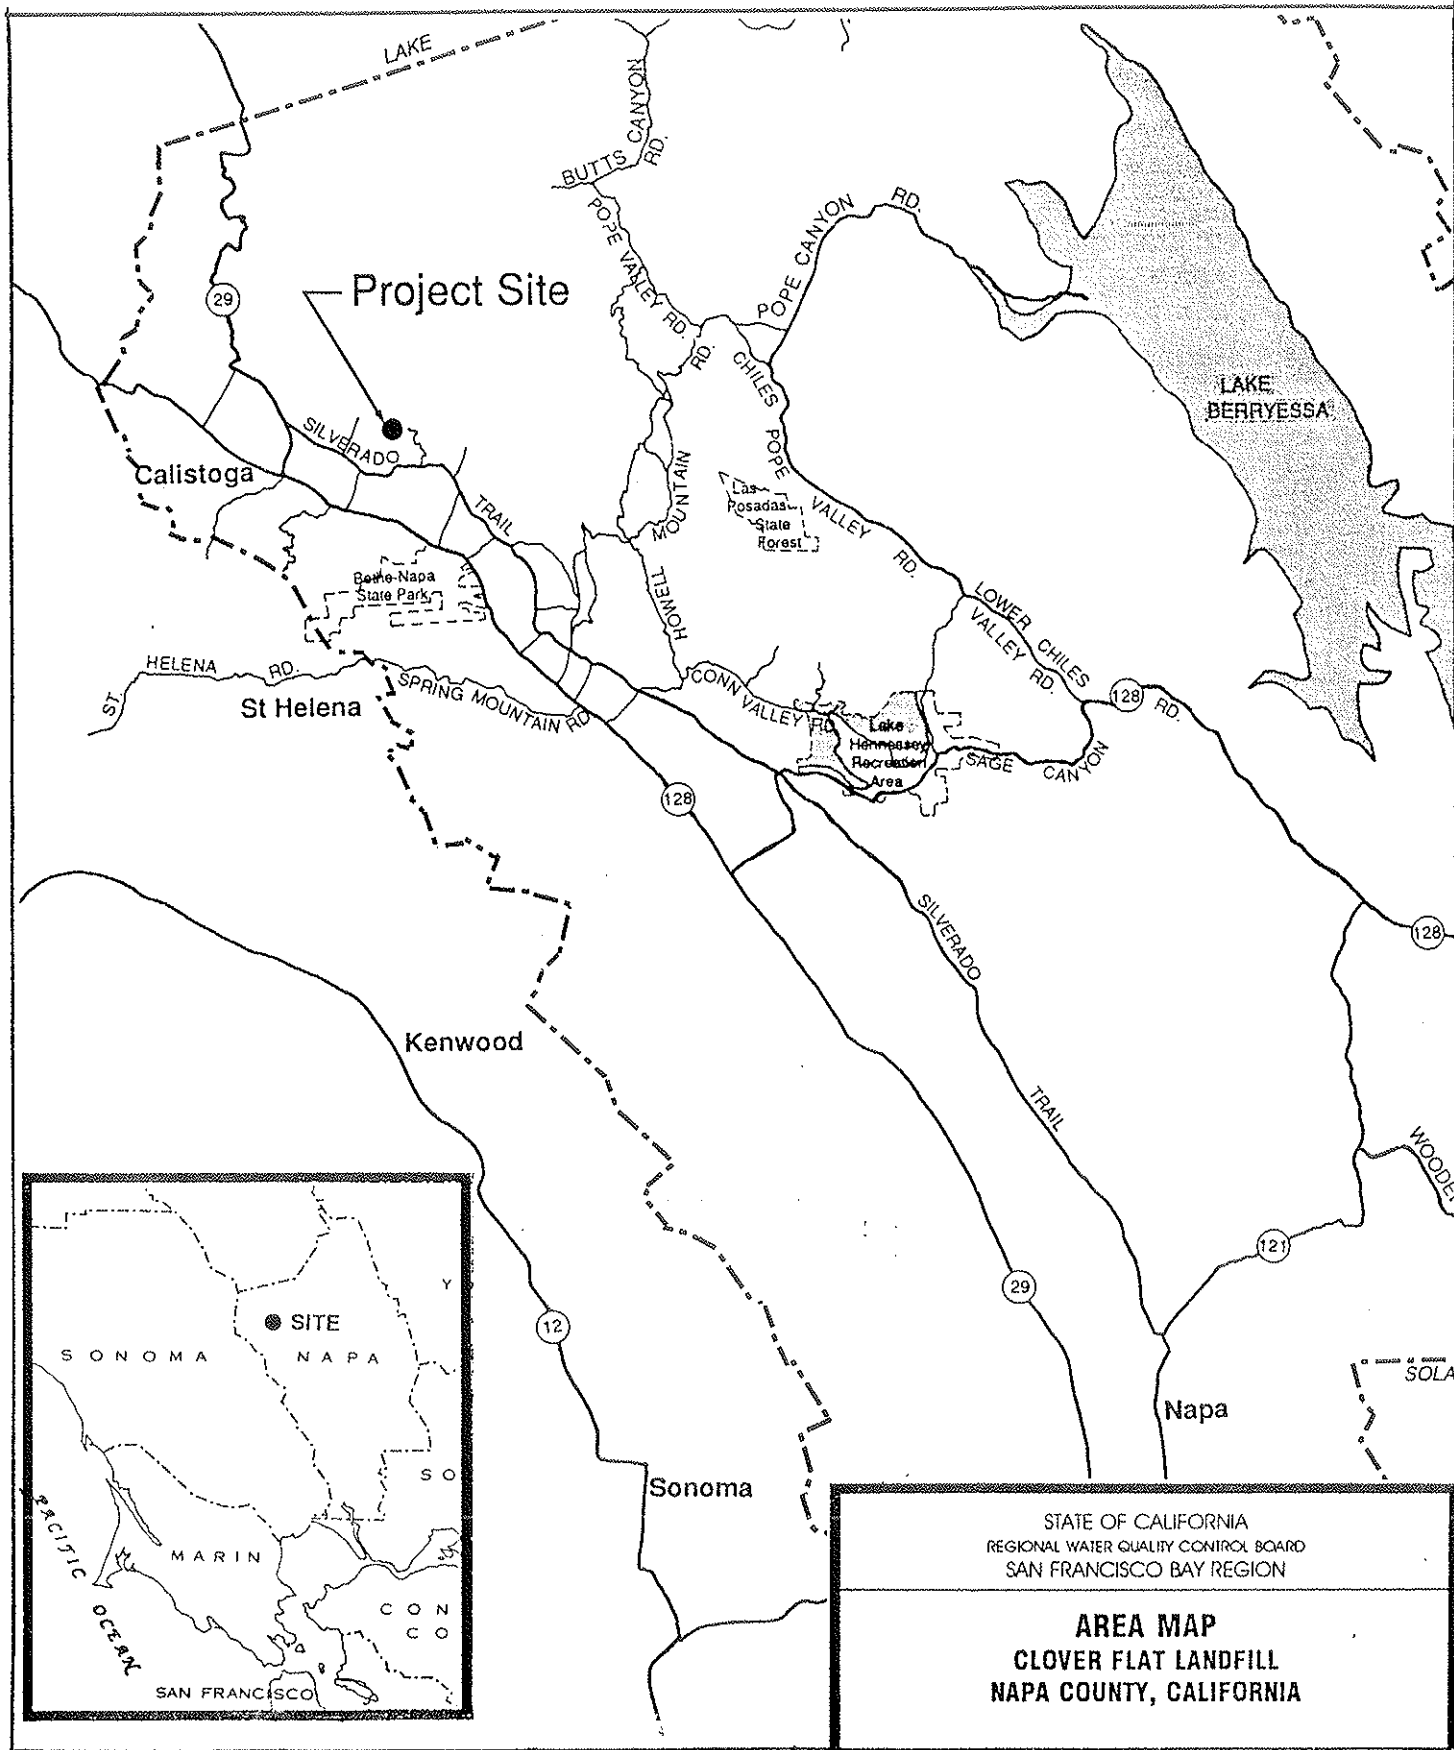 LAKE
BUTTS CANYON
RD.
POPE VALLEY RD.
POPE CANYON RD.
29
Project Site
RD.
CHILES
POPE
VALLEY
RD.
LAKE
BERRYESSA
SILVERADO
TRAIL
Calistoga
MOUNTAIN
HOWELL
Las
Posadas
State
Forest
Bothe-Napa
State Park
LOWER CHILES
VALLEY RD.
ST.
HELENA
RD.
St Helena
SPRING MOUNTAIN RD
CONN VALLEY RD
Lake
Hennessey
Recreation
Area
SAGE CANYON RD.
128
128
128
SILVERADO
TRAIL
Kenwood
WOODE
121
29
12
SOLA
Napa
Sonoma
Y
SITE
SONOMA
NAPA
SO
MARIN
PACIFIC
OCEAN
CON
CO
SAN FRANCISCO
STATE OF CALIFORNIA
REGIONAL WATER QUALITY CONTROL BOARD
SAN FRANCISCO BAY REGION
AREA MAP
CLOVER FLAT LANDFILL
NAPA COUNTY, CALIFORNIA